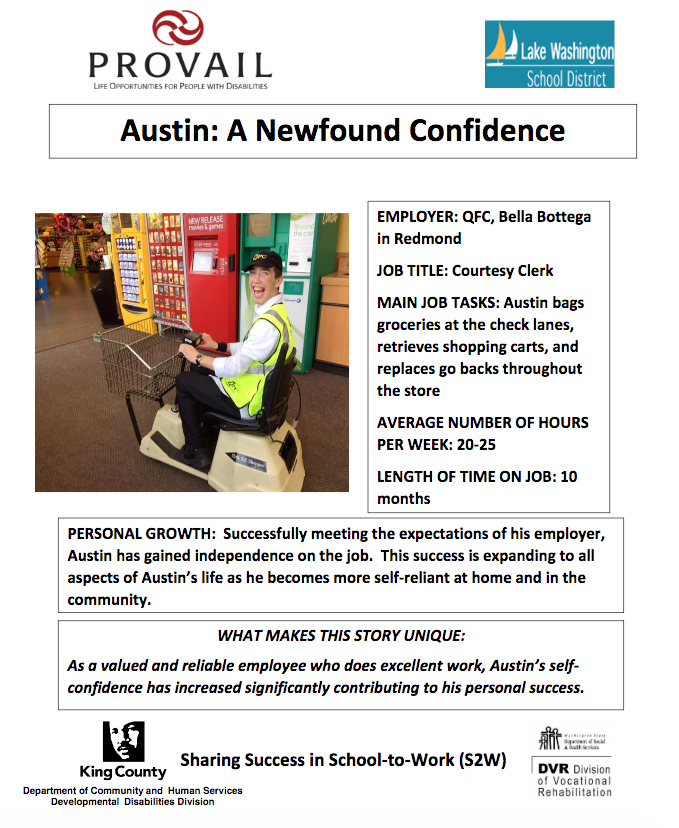 PROVAIL
LIFE OPPORTUNITIES FOR PEOPLE WITH DISABILITIES
Lake Washington
School District
Austin: A Newfound Confidence
NEW RELEASE
movies & games
QFC
EMPLOYER: QFC, Bella Bottega
in Redmond
JOB TITLE: Courtesy Clerk
MAIN JOB TASKS: Austin bags
groceries at the check lanes,
retrieves shopping carts, and
replaces go backs throughout
the store
AVERAGE NUMBER OF HOURS
PER WEEK: 20-25
LENGTH OF TIME ON JOB: 10
months
PERSONAL GROWTH: Successfully meeting the expectations of his employer,
Austin has gained independence on the job. This success is expanding to all
aspects of Austin’s life as he becomes more self-reliant at home and in the
community.
WHAT MAKES THIS STORY UNIQUE:
As a valued and reliable employee who does excellent work, Austin’s self-
confidence has increased significantly contributing to his personal success.
King County
Department of Community and Human Services
Developmental Disabilities Division
Sharing Success in School-to-Work (S2W)
Washington State
Department of Social
& Health Services
DVR Division
of Vocational
Rehabilitation